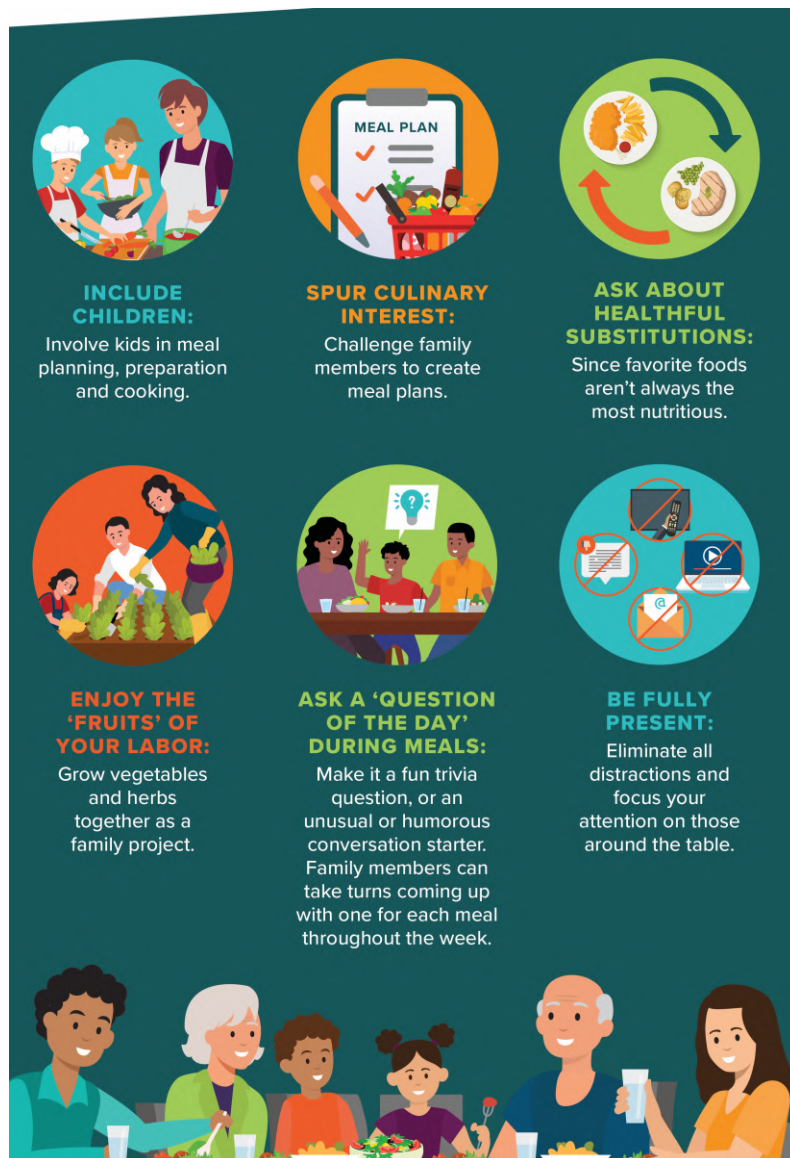 MEAL PLAN
INCLUDE
CHILDREN:
Involve kids in meal
planning, preparation
and cooking.
SPUR CULINARY
INTEREST:
Challenge family
members to create
meal plans.
ASK ABOUT
HEALTHFUL
SUBSTITUTIONS:
Since favorite foods
aren’t always the
most nutritious.
?
@
ENJOY THE
‘FRUITS’ OF
YOUR LABOR:
Grow vegetables
and herbs
together as a
family project.
ASK A ‘QUESTION
OF THE DAY’
DURING MEALS:
Make it a fun trivia
question, or an
unusual or humorous
conversation starter.
Family members can
take turns coming up
with one for each meal
throughout the week.
BE FULLY
PRESENT:
Eliminate all
distractions and
focus your
attention on those
around the table.